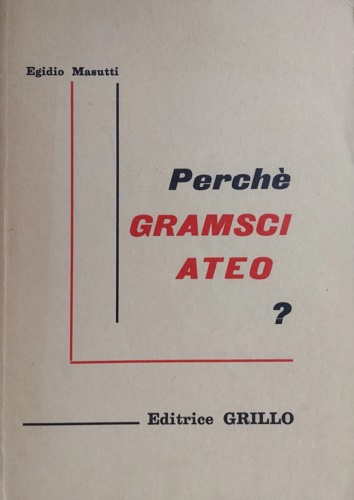 Egidio Masutti
Perchè
GRAMSCI
ATEO
?
Editrice GRILLO